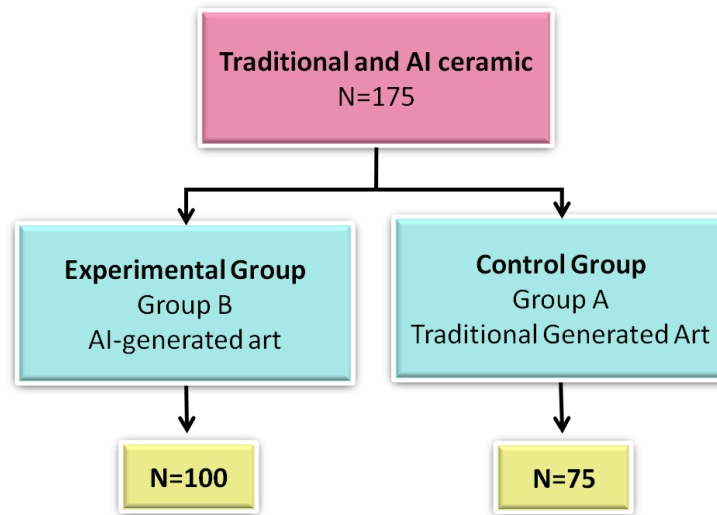 Traditional and AI ceramic
N=175
Experimental Group
Group B
AI-generated art
Control Group
Group A
Traditional Generated Art
N=100
N=75